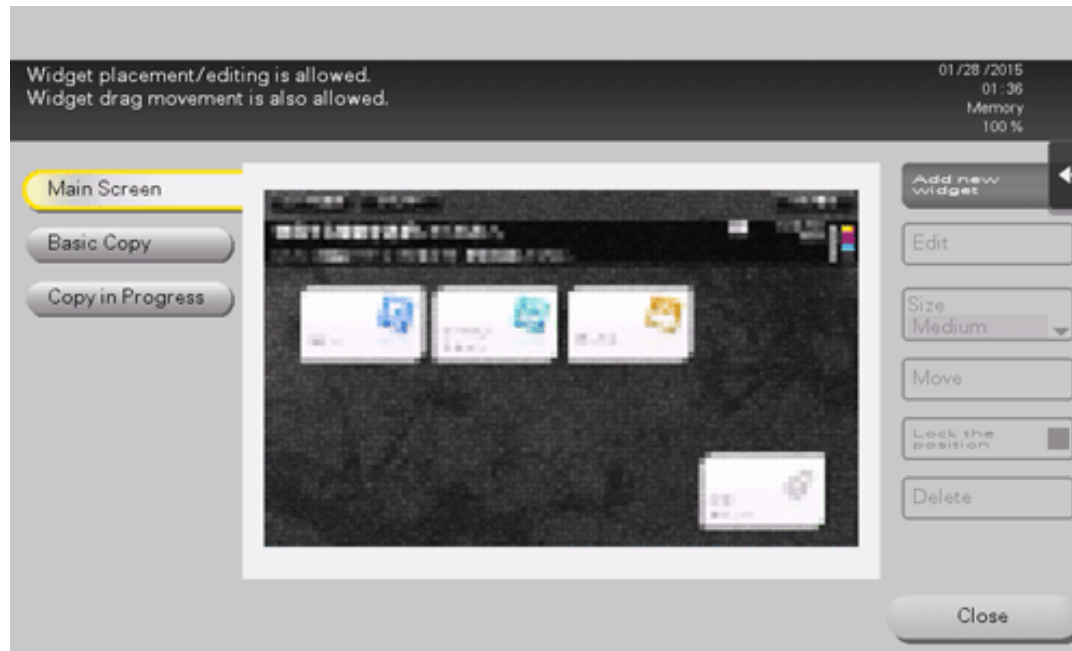 Widget placement/editing is allowed.
Widget drag movement is also allowed.
01/28/2015
01:36
Memory
100 %
Main Screen
Add new
widget
Basic Copy
Edit
Copy in Progress
Size
Medium
Move
Lock the
position
Delete
Close